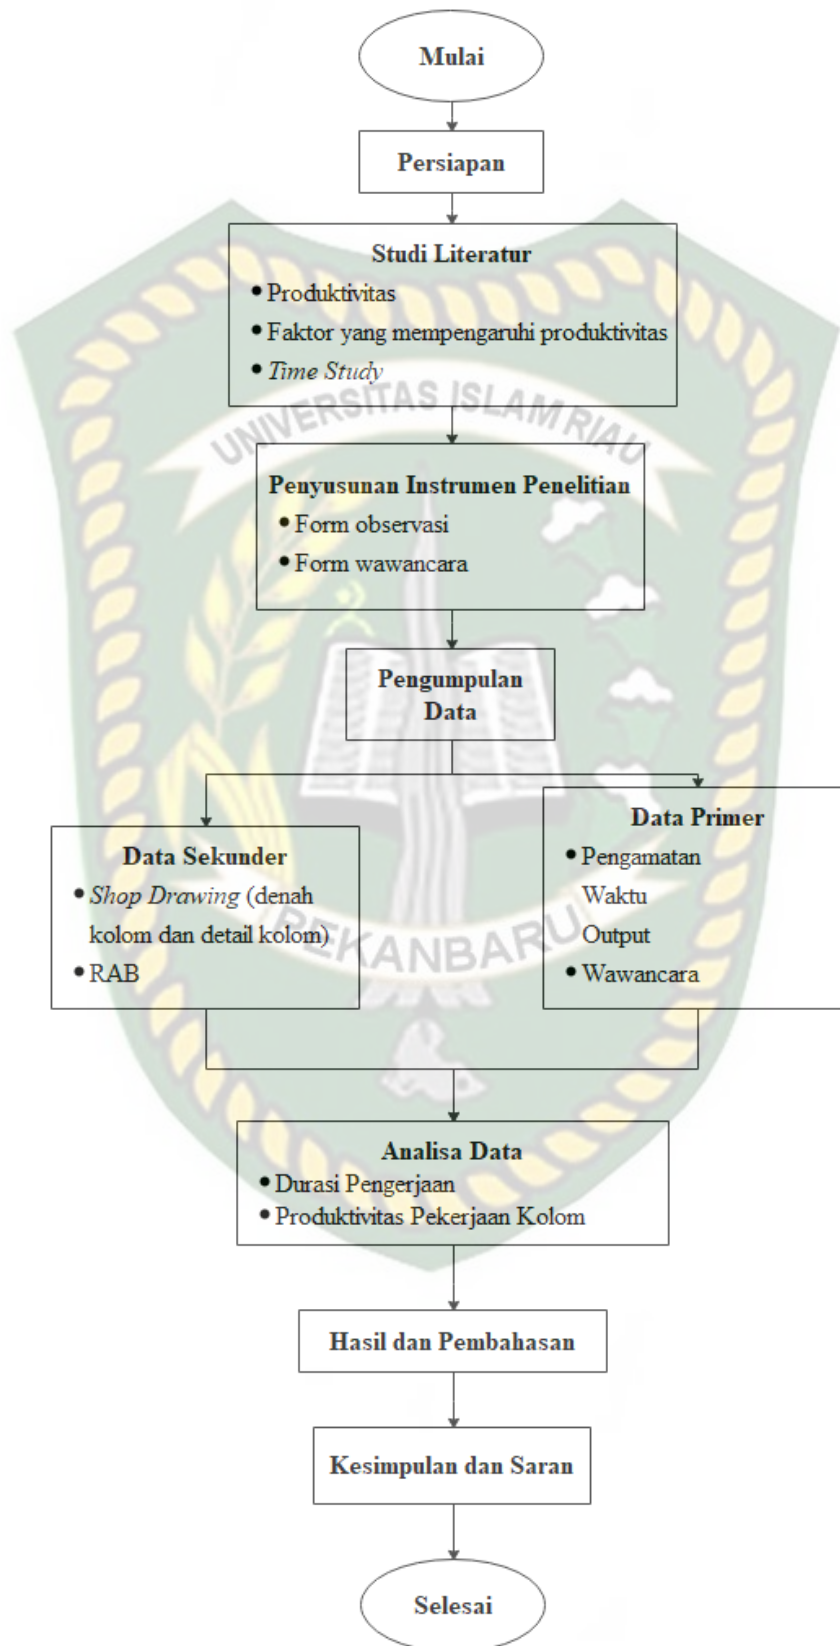 Mulai
Persiapan
Studi Literatur
• Produktivitas
• Faktor yang mempengaruhi produktivitas
• Time Study
UNIVERSITAS ISLAM RIAU
Penyusunan Instrumen Penelitian
• Form observasi
• Form wawancara
Pengumpulan
Data
Data Sekunder
• Shop Drawing (denah
kolom dan detail kolom)
• RAB
Data Primer
• Pengamatan
Waktu
Output
• Wawancara
PEKANBARU
Analisa Data
• Durasi Pengerjaan
• Produktivitas Pekerjaan Kolom
Hasil dan Pembahasan
Kesimpulan dan Saran
Selesai